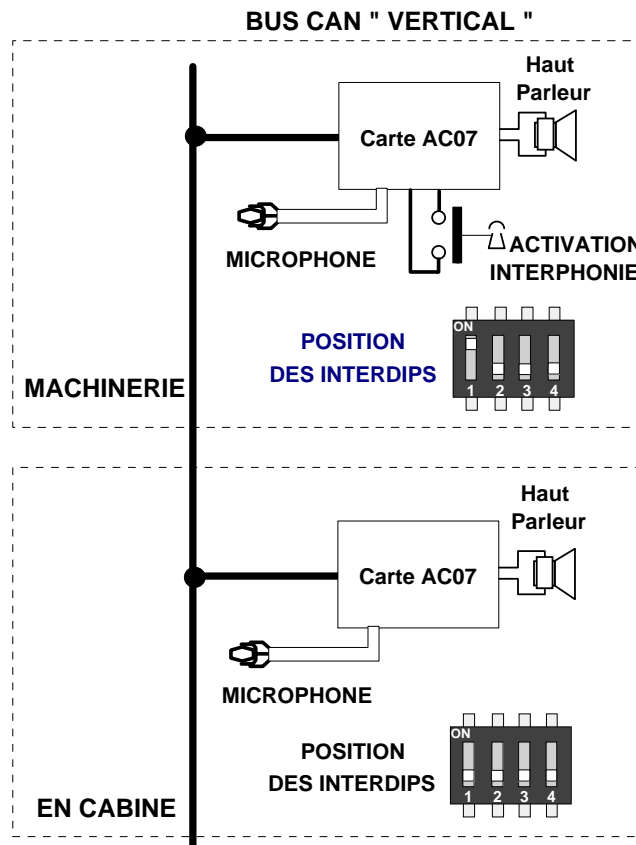 BUS CAN " VERTICAL "
Haut
Parleur
Carte AC07
MICROPHONE
ACTIVATION
INTERPHONIE
POSITION
DES INTERDIPS
ON
1 2 3 4
MACHINERIE
Haut
Parleur
Carte AC07
MICROPHONE
POSITION
DES INTERDIPS
ON
1 2 3 4
EN CABINE